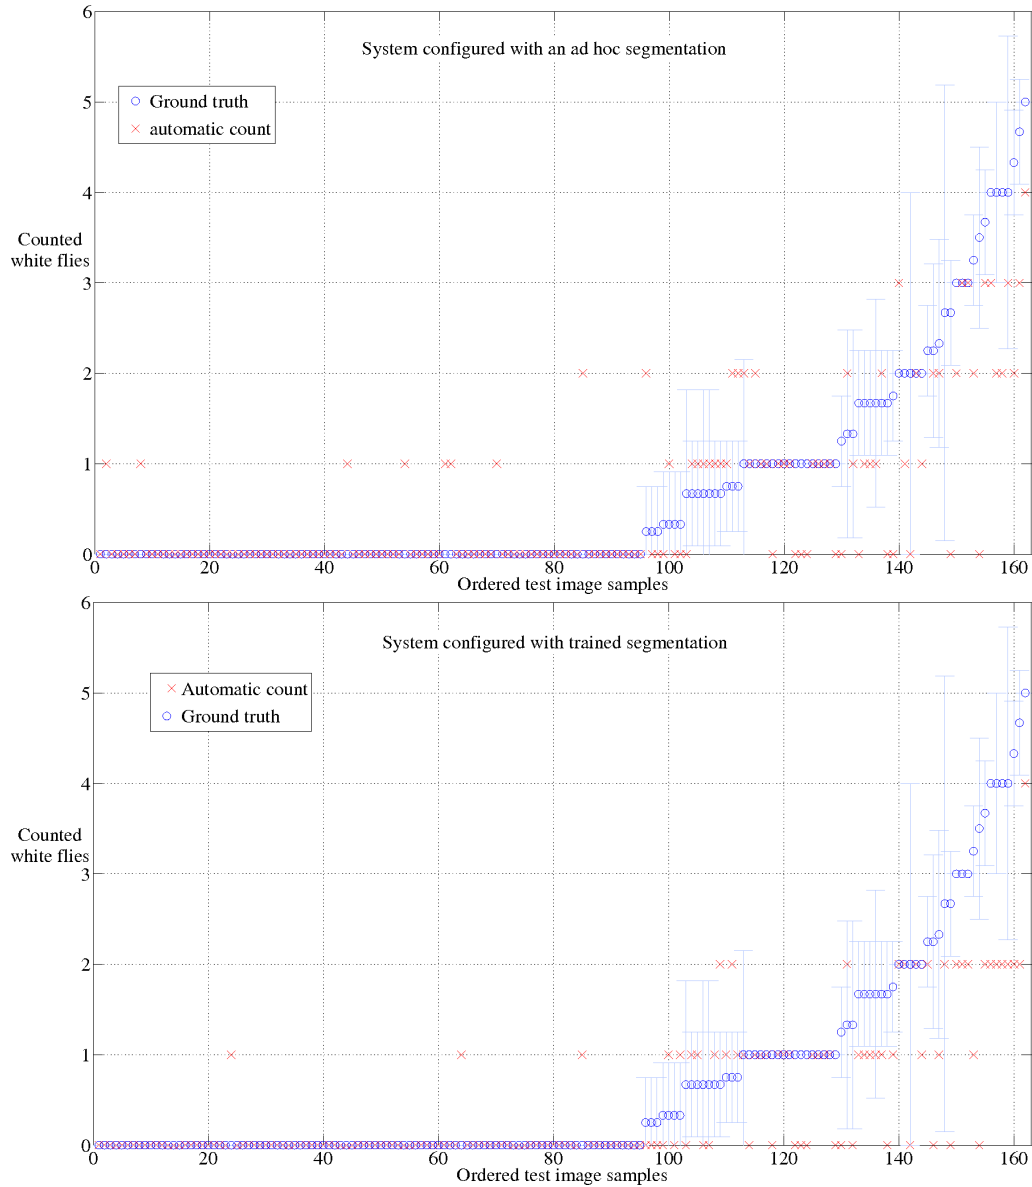 6
System configured with an ad hoc segmentation
Ground truth
automatic count
5
4
Counted
white flies
3
2
1
0
0 20 40 60 80 100 120 140 160
Ordered test image samples
6
System configured with trained segmentation
Automatic count
Ground truth
5
4
Counted
white flies
3
2
1
0
0 20 40 60 80 100 120 140 160
Ordered test image samples